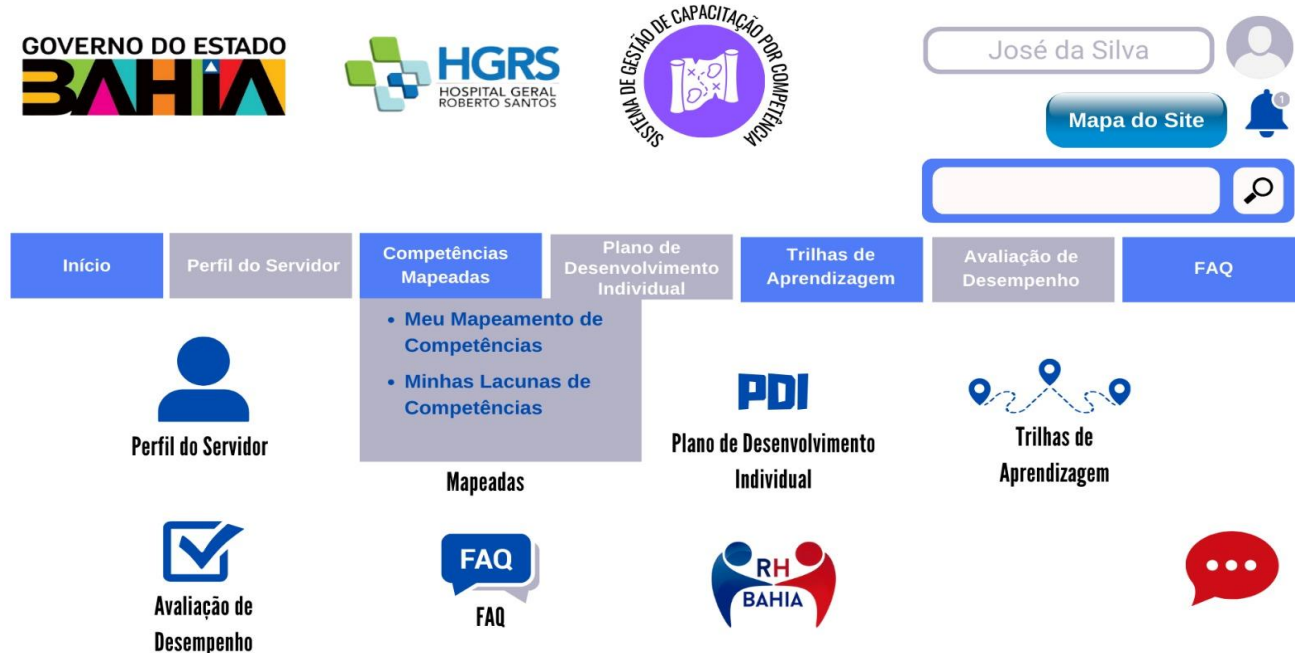 GOVERNO DO ESTADO
BAHIA
HGRS
HOSPITAL GERAL
ROBERTO SANTOS
SISTEMA DE GESTÃO DE CAPACITAÇÃO POR COMPETÊNCIA
José da Silva
Mapa do Site
1
Início
Perfil do Servidor
Competências
Mapeadas
Plano de
Desenvolvimento
Individual
Trilhas de
Aprendizagem
Avaliação de
Desempenho
FAQ
• Meu Mapeamento de
Competências
• Minhas Lacunas de
Competências
Perfil do Servidor
Mapeadas
PDI
Plano de Desenvolvimento
Individual
Trilhas de
Aprendizagem
Avaliação de
Desempenho
FAQ
FAQ
RH
BAHIA